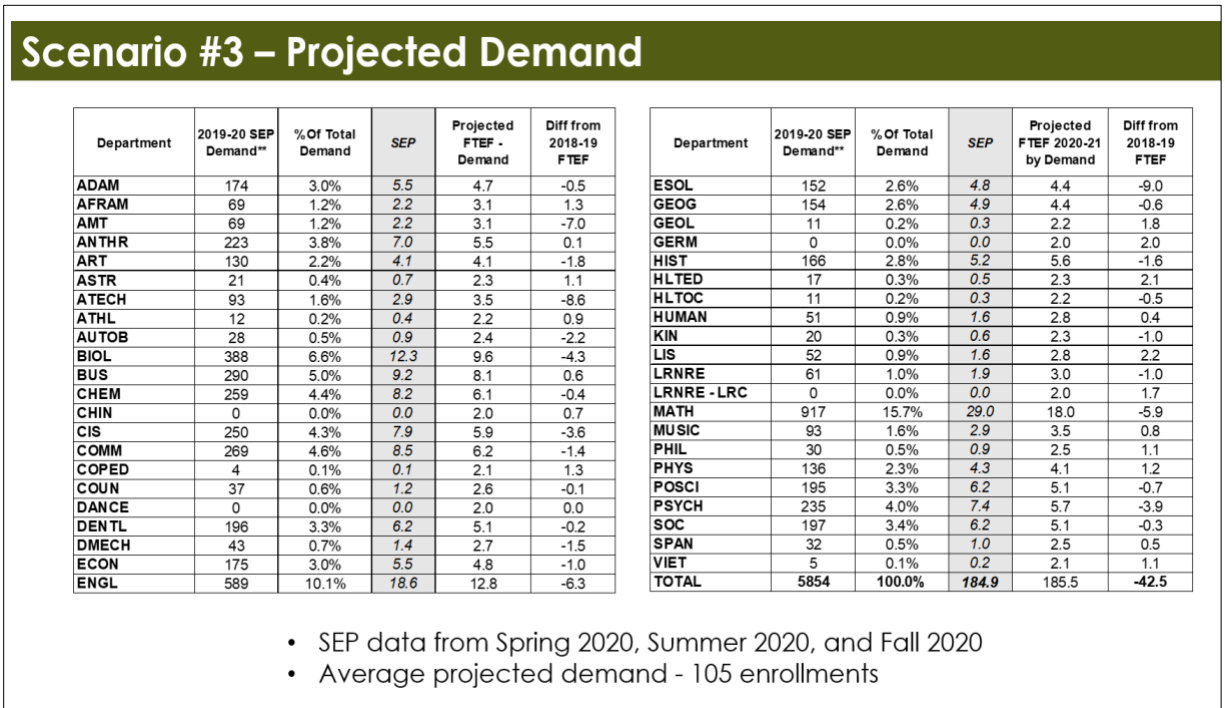 Scenario #3 – Projected Demand
Department 2019-20 SEP Demand** % Of Total Demand SEP Projected FTEF - Demand Diff from 2018-19 FTEF
ADAM 174 3.0% 5.5 4.7 -0.5
AFRAM 69 1.2% 2.2 3.1 1.3
AMT 69 1.2% 2.2 3.1 -7.0
ANTHR 223 3.8% 7.0 5.5 0.1
ART 130 2.2% 4.1 4.1 -1.8
ASTR 21 0.4% 0.7 2.3 1.1
ATECH 93 1.6% 2.9 3.5 -8.6
ATHL 12 0.2% 0.4 2.2 0.9
AUTOB 28 0.5% 0.9 2.4 -2.2
BIOL 388 6.6% 12.3 9.6 -4.3
BUS 290 5.0% 9.2 8.1 0.6
CHEM 259 4.4% 8.2 6.1 -0.4
CHIN 0 0.0% 0.0 2.0 0.7
CIS 250 4.3% 7.9 5.9 -3.6
COMM 269 4.6% 8.5 6.2 -1.4
COPED 4 0.1% 0.1 2.1 1.3
COUN 37 0.6% 1.2 2.6 -0.1
DANCE 0 0.0% 0.0 2.0 0.0
DENTL 196 3.3% 6.2 5.1 -0.2
DMECH 43 0.7% 1.4 2.7 -1.5
ECON 175 3.0% 5.5 4.8 -1.0
ENGL 589 10.1% 18.6 12.8 -6.3
Department 2019-20 SEP Demand** % Of Total Demand SEP Projected FTEF 2020-21 by Demand Diff from 2018-19 FTEF
ESOL 152 2.6% 4.8 4.4 -9.0
GEOG 154 2.6% 4.9 4.4 -0.6
GEOL 11 0.2% 0.3 2.2 1.8
GERM 0 0.0% 0.0 2.0 2.0
HIST 166 2.8% 5.2 5.6 -1.6
HLTED 17 0.3% 0.5 2.3 2.1
HLTOC 11 0.2% 0.3 2.2 -0.5
HUMAN 51 0.9% 1.6 2.8 0.4
KIN 20 0.3% 0.6 2.3 -1.0
LIS 52 0.9% 1.6 2.8 2.2
LRNRE 61 1.0% 1.9 3.0 -1.0
LRNRE - LRC 0 0.0% 0.0 2.0 1.7
MATH 917 15.7% 29.0 18.0 -5.9
MUSIC 93 1.6% 2.9 3.5 0.8
PHIL 30 0.5% 0.9 2.5 1.1
PHYS 136 2.3% 4.3 4.1 1.2
POSCI 195 3.3% 6.2 5.1 -0.7
PSYCH 235 4.0% 7.4 5.7 -3.9
SOC 197 3.4% 6.2 5.1 -0.3
SPAN 32 0.5% 1.0 2.5 0.5
VIET 5 0.1% 0.2 2.1 1.1
TOTAL 5854 100.0% 184.9 185.5 -42.5
• SEP data from Spring 2020, Summer 2020, and Fall 2020
• Average projected demand - 105 enrollments